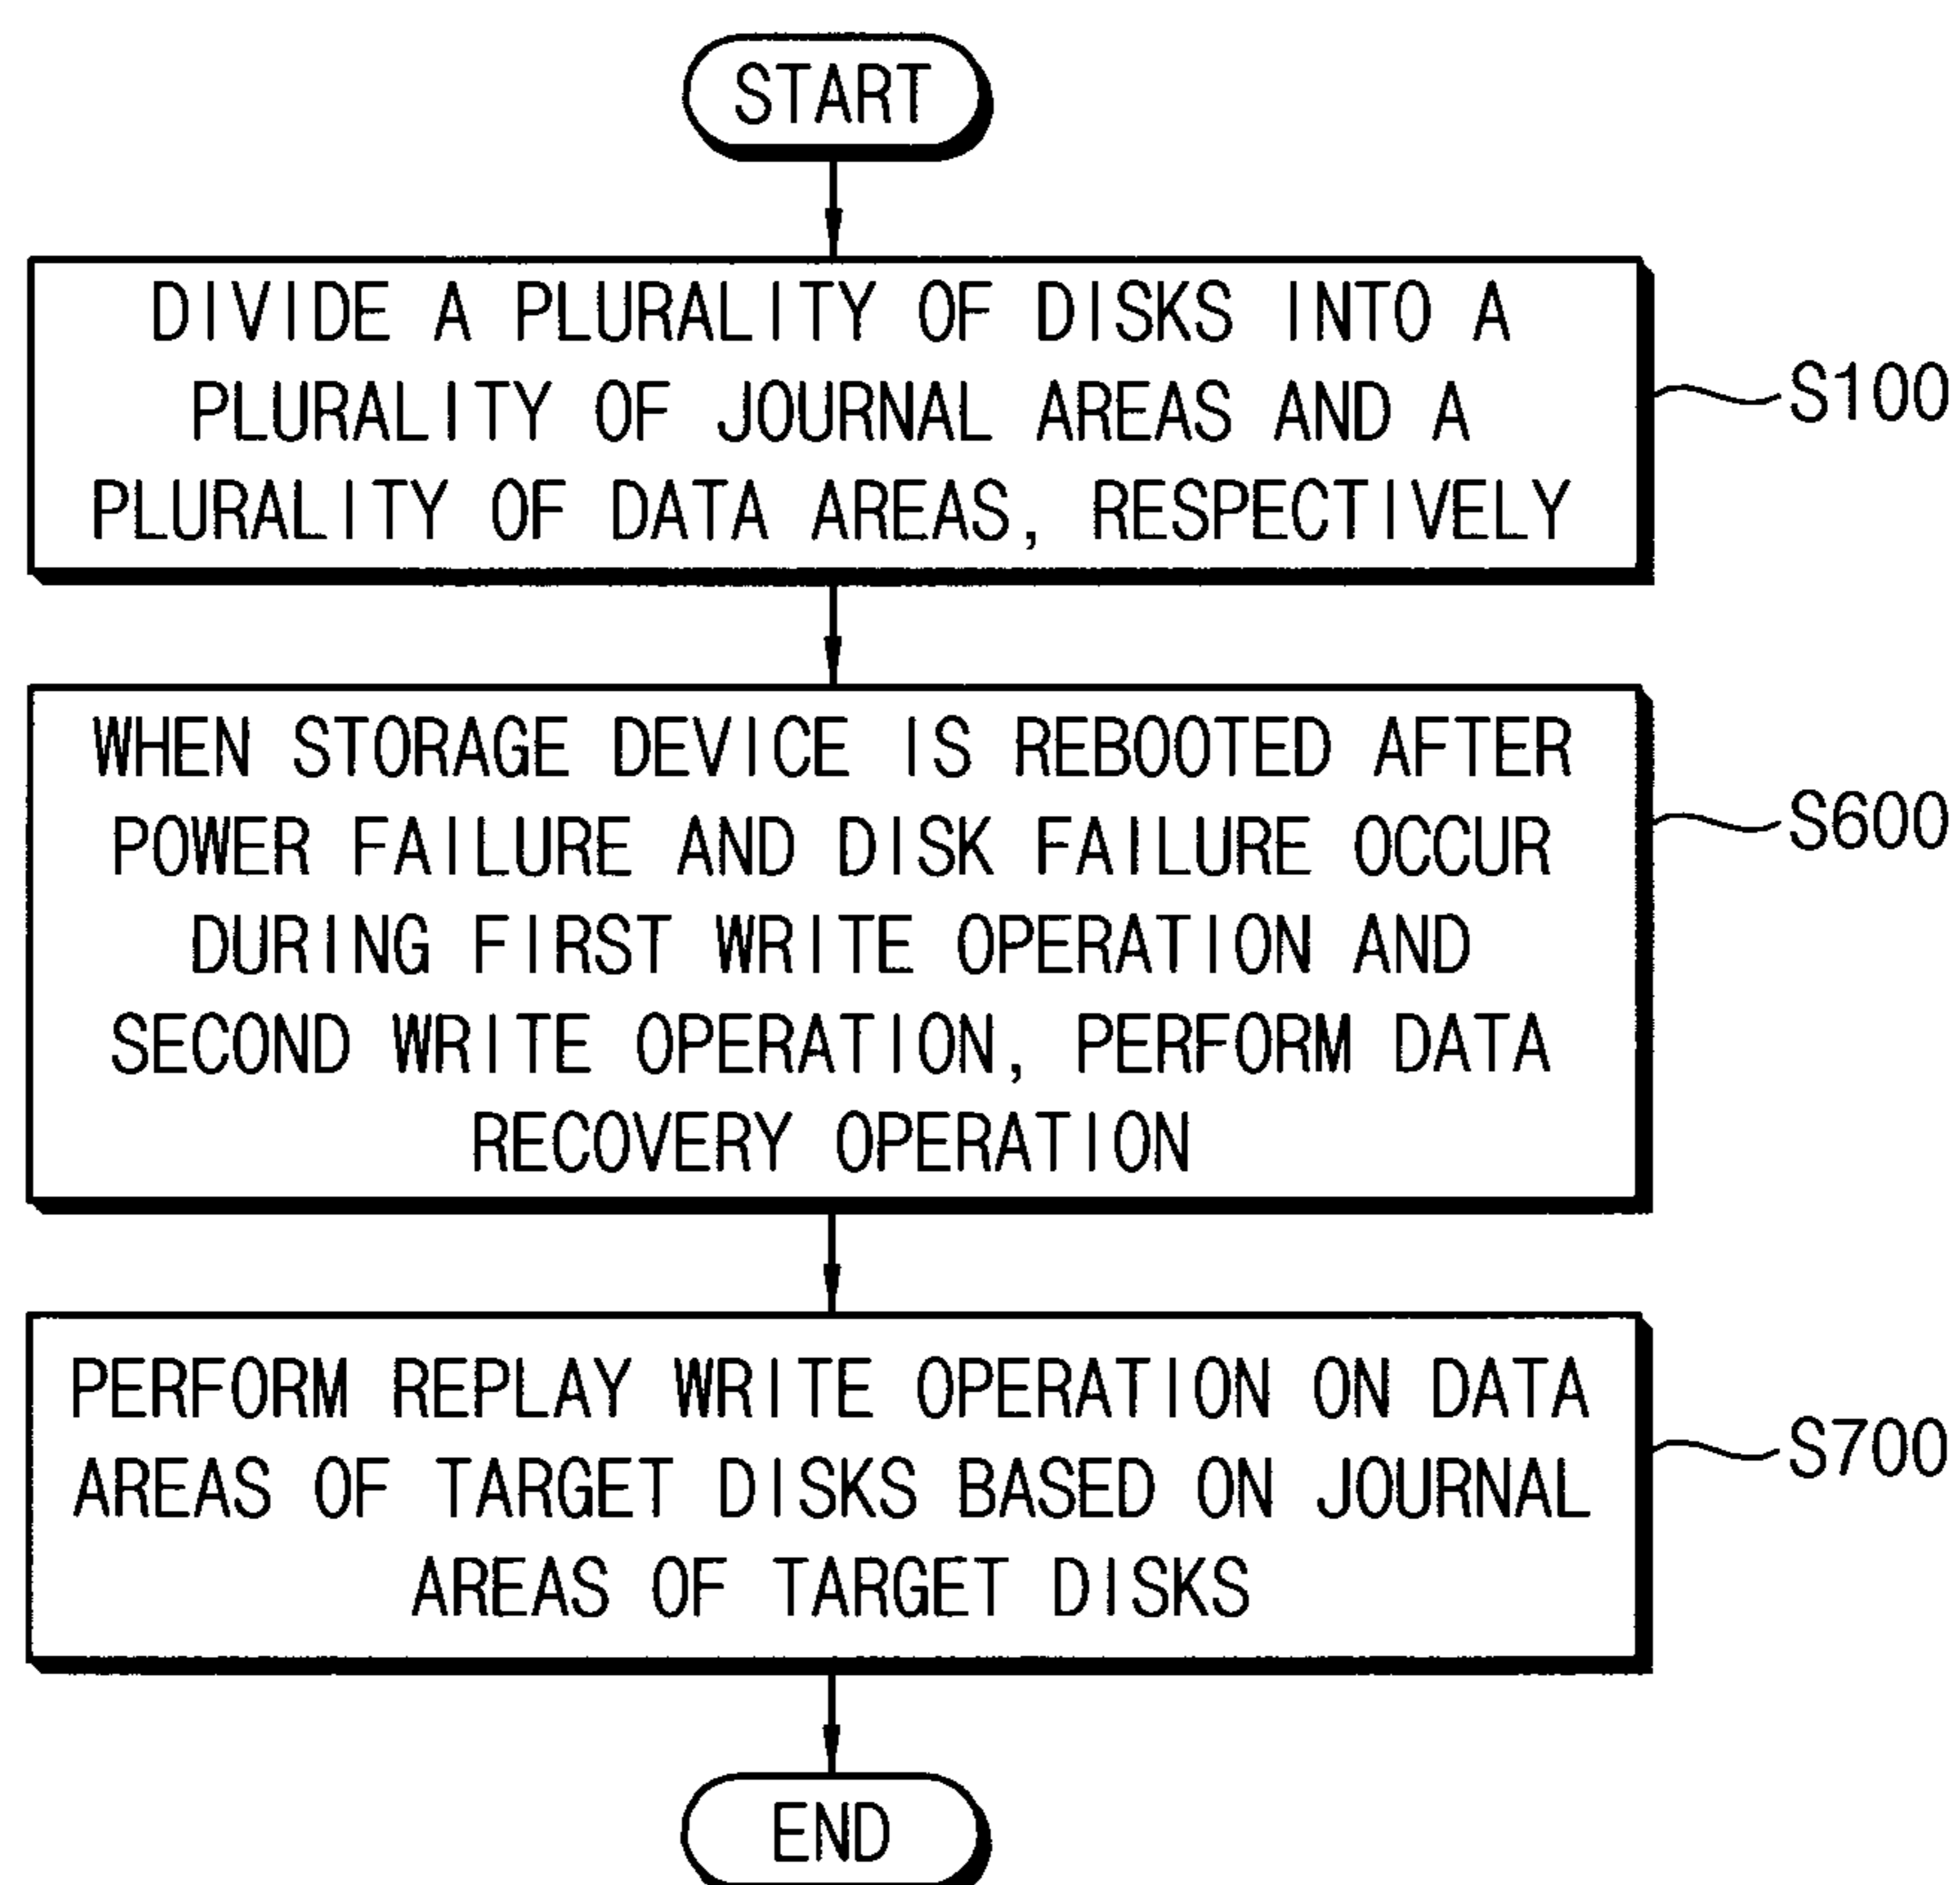 START
DIVIDE A PLURALITY OF DISKS INTO A
PLURALITY OF JOURNAL AREAS AND A
PLURALITY OF DATA AREAS, RESPECTIVELY
S100
WHEN STORAGE DEVICE IS REBOOTED AFTER
POWER FAILURE AND DISK FAILURE OCCUR
DURING FIRST WRITE OPERATION AND
SECOND WRITE OPERATION, PERFORM DATA
RECOVERY OPERATION
S600
PERFORM REPLAY WRITE OPERATION ON DATA
AREAS OF TARGET DISKS BASED ON JOURNAL
AREAS OF TARGET DISKS
S700
END